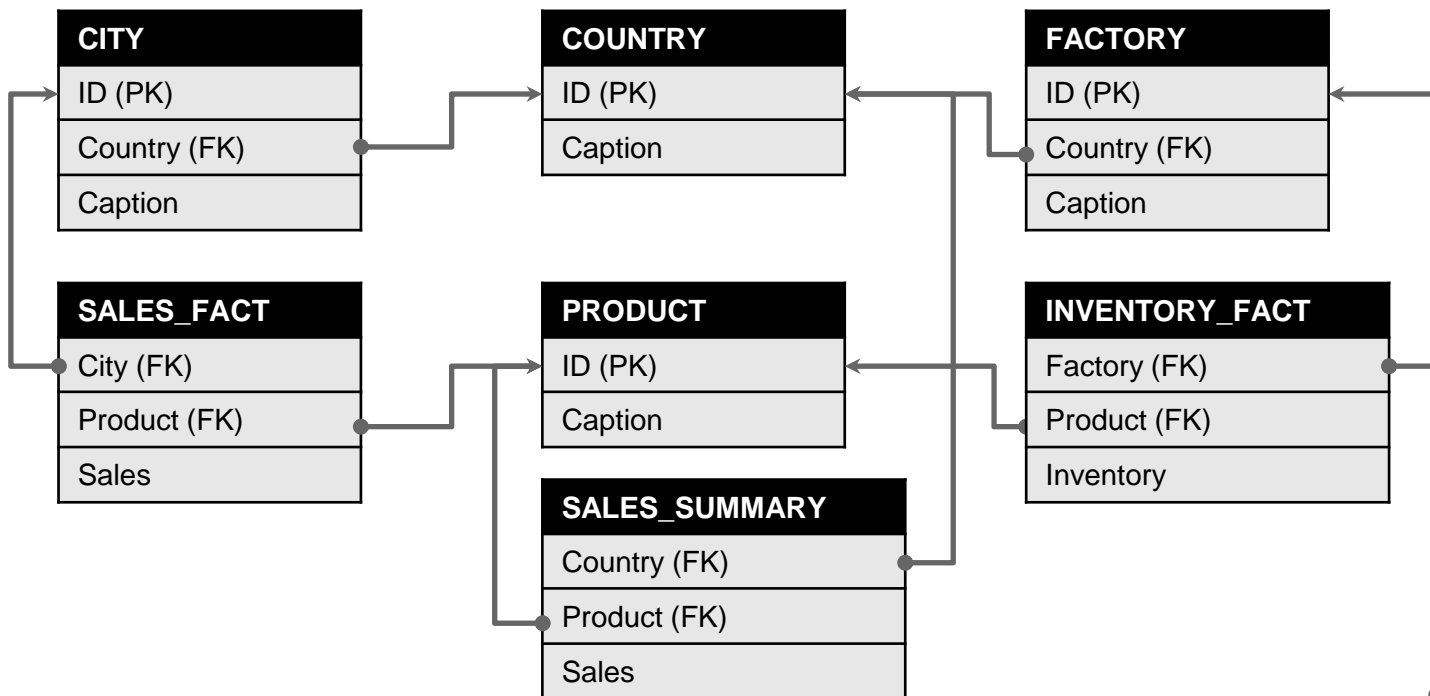 CITY
ID (PK)
Country (FK)
Caption
COUNTRY
ID (PK)
Caption
FACTORY
ID (PK)
Country (FK)
Caption
SALES_FACT
City (FK)
Product (FK)
Sales
PRODUCT
ID (PK)
Caption
INVENTORY_FACT
Factory (FK)
Product (FK)
Inventory
SALES_SUMMARY
Country (FK)
Product (FK)
Sales